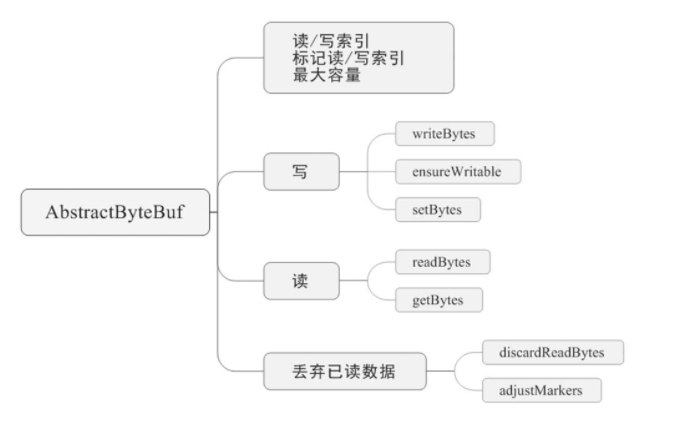 读/写索引
标记读/写索引
最大容量
writeBytes
写
ensureWritable
setBytes
AbstractByteBuf
readBytes
读
getBytes
discardReadBytes
丢弃已读数据
adjustMarkers